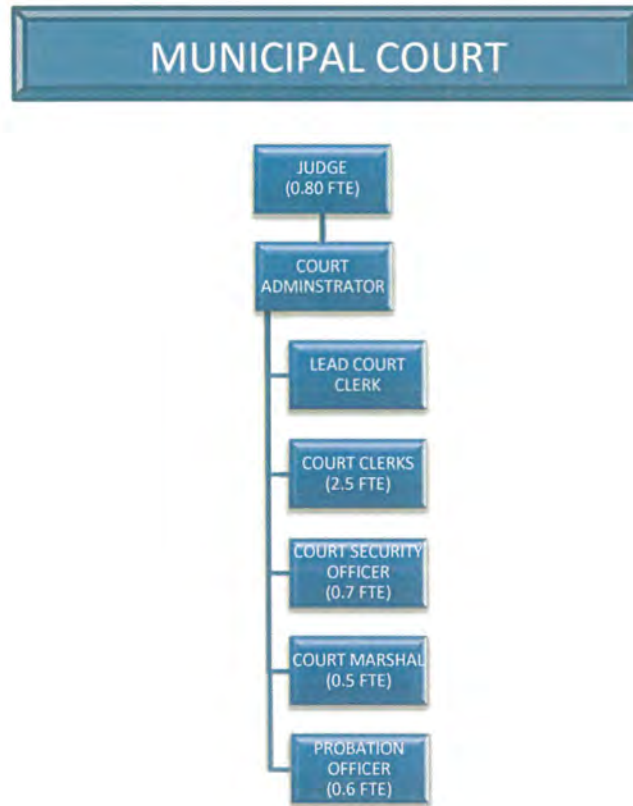 MUNICIPAL COURT
JUDGE
(0.80 FTE)
COURT
ADMINSTRATOR
LEAD COURT
CLERK
COURT CLERKS
(2.5 FTE)
COURT SECURITY
OFFICER
(0.7 FTE)
COURT MARSHAL
(0.5 FTE)
PROBATION
OFFICER
(0.6 FTE)